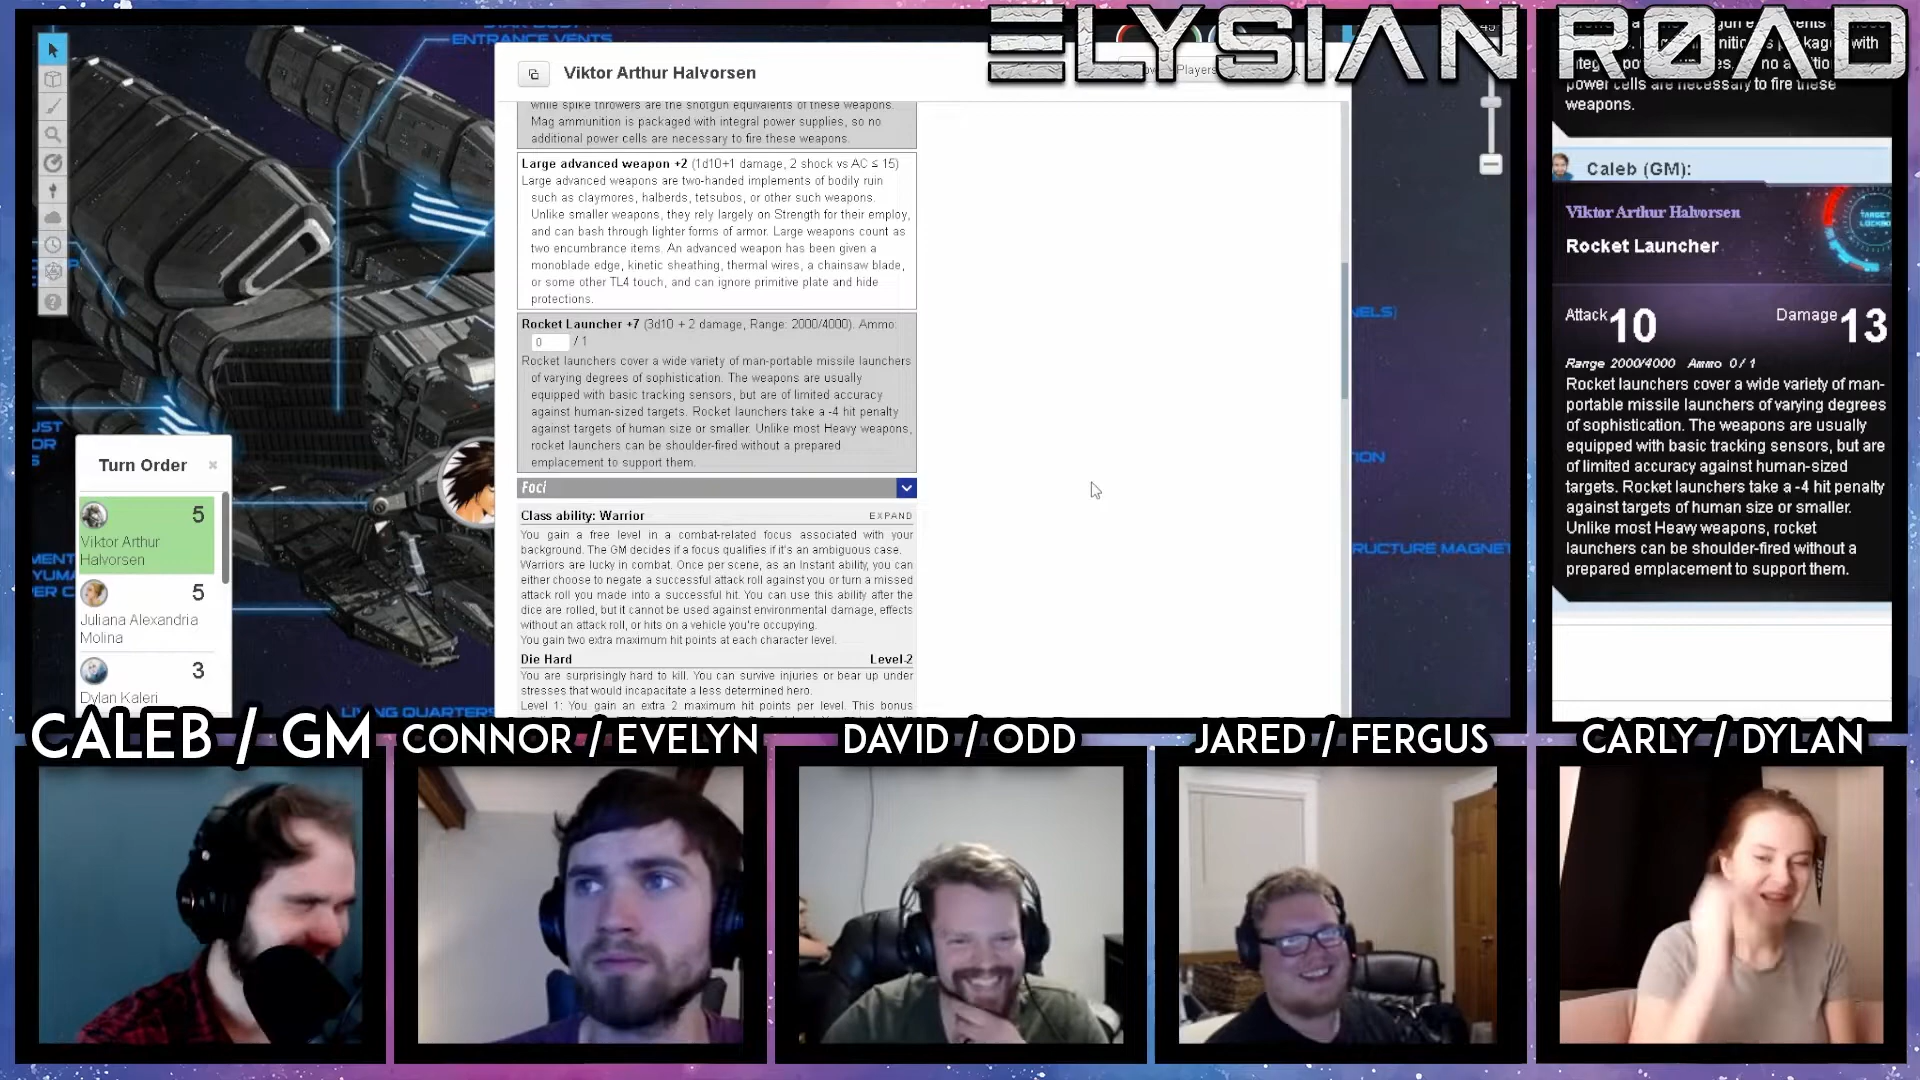 ELYSIAN RØAD
ENTRANCE VENTS
Viktor Arthur Halvorsen
while spike throwers are the shotgun equivalents of these weapons.
Mag ammunition is packaged with integral power supplies, so no
additional power cells are necessary to fire these weapons.
Large advanced weapon +2 (1d10+1 damage, 2 shock vs AC ≤ 15)
Large advanced weapons are two-handed implements of bodily ruin
such as claymores, halberds, tetsubos, or other such weapons.
Unlike smaller weapons, they rely largely on Strength for their employ,
and can bash through lighter forms of armor. Large weapons count as
two encumbrance items. An advanced weapon has been given a
monoblade edge, kinetic sheathing, thermal wires, a chainsaw blade,
or some other TL4 touch, and can ignore primitive plate and hide
protections.
Rocket Launcher +7 (3d10 + 2 damage, Range: 2000/4000). Ammo:
0 / 1
Rocket launchers cover a wide variety of man-portable missile launchers
of varying degrees of sophistication. The weapons are usually
equipped with basic tracking sensors, but are of limited accuracy
against human-sized targets. Rocket launchers take a -4 hit penalty
against targets of human size or smaller. Unlike most Heavy weapons,
rocket launchers can be shoulder-fired without a prepared
emplacement to support them.
Foci
Class ability: Warrior EXPAND
You gain a free level in a combat-related focus associated with your
background. The GM decides if a focus qualifies if it's an ambiguous case.
Warriors are lucky in combat. Once per scene, as an Instant ability, you can
either choose to negate a successful attack roll against you or turn a missed
attack roll you made into a successful hit. You can use this ability after the
dice are rolled, but it cannot be used against environmental damage, effects
without an attack roll, or hits on a vehicle you're occupying.
You gain two extra maximum hit points at each character level.
Die Hard Level-2
You are surprisingly hard to kill. You can survive injuries or bear up under
stresses that would incapacitate a less determined hero.
Level 1: You gain an extra 2 maximum hit points per level. This bonus
Players
NELS)
TION
RUCTURE MAGNET
UST
OR
S
MENT
YUMA
ER C
LIVING QUARTERS
Turn Order ×
5
Viktor Arthur
Halvorsen
5
Juliana Alexandria
Molina
3
Dylan Kaleri
power cells are necessary to fire these
weapons.
Caleb (GM):
Viktor Arthur Halvorsen
Rocket Launcher
TARGET
LOCKED
Attack 10 Damage 13
Range 2000/4000 Ammo 0 / 1
Rocket launchers cover a wide variety of man-
portable missile launchers of varying degrees
of sophistication. The weapons are usually
equipped with basic tracking sensors, but are
of limited accuracy against human-sized
targets. Rocket launchers take a -4 hit penalty
against targets of human size or smaller.
Unlike most Heavy weapons, rocket
launchers can be shoulder-fired without a
prepared emplacement to support them.
CALEB / GM
CONNOR / EVELYN
DAVID / ODD
JARED / FERGUS
CARLY / DYLAN